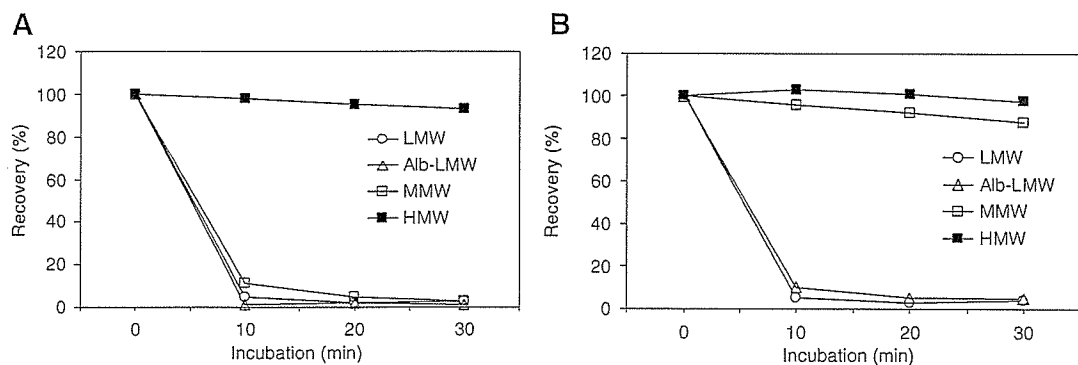 A
Recovery (%)
120
100
80
60
40
20
0
0 10 20 30
Incubation (min)
LMW
Alb-LMW
MMW
HMW
B
Recovery (%)
120
100
80
60
40
20
0
0 10 20 30
Incubation (min)
LMW
Alb-LMW
MMW
HMW